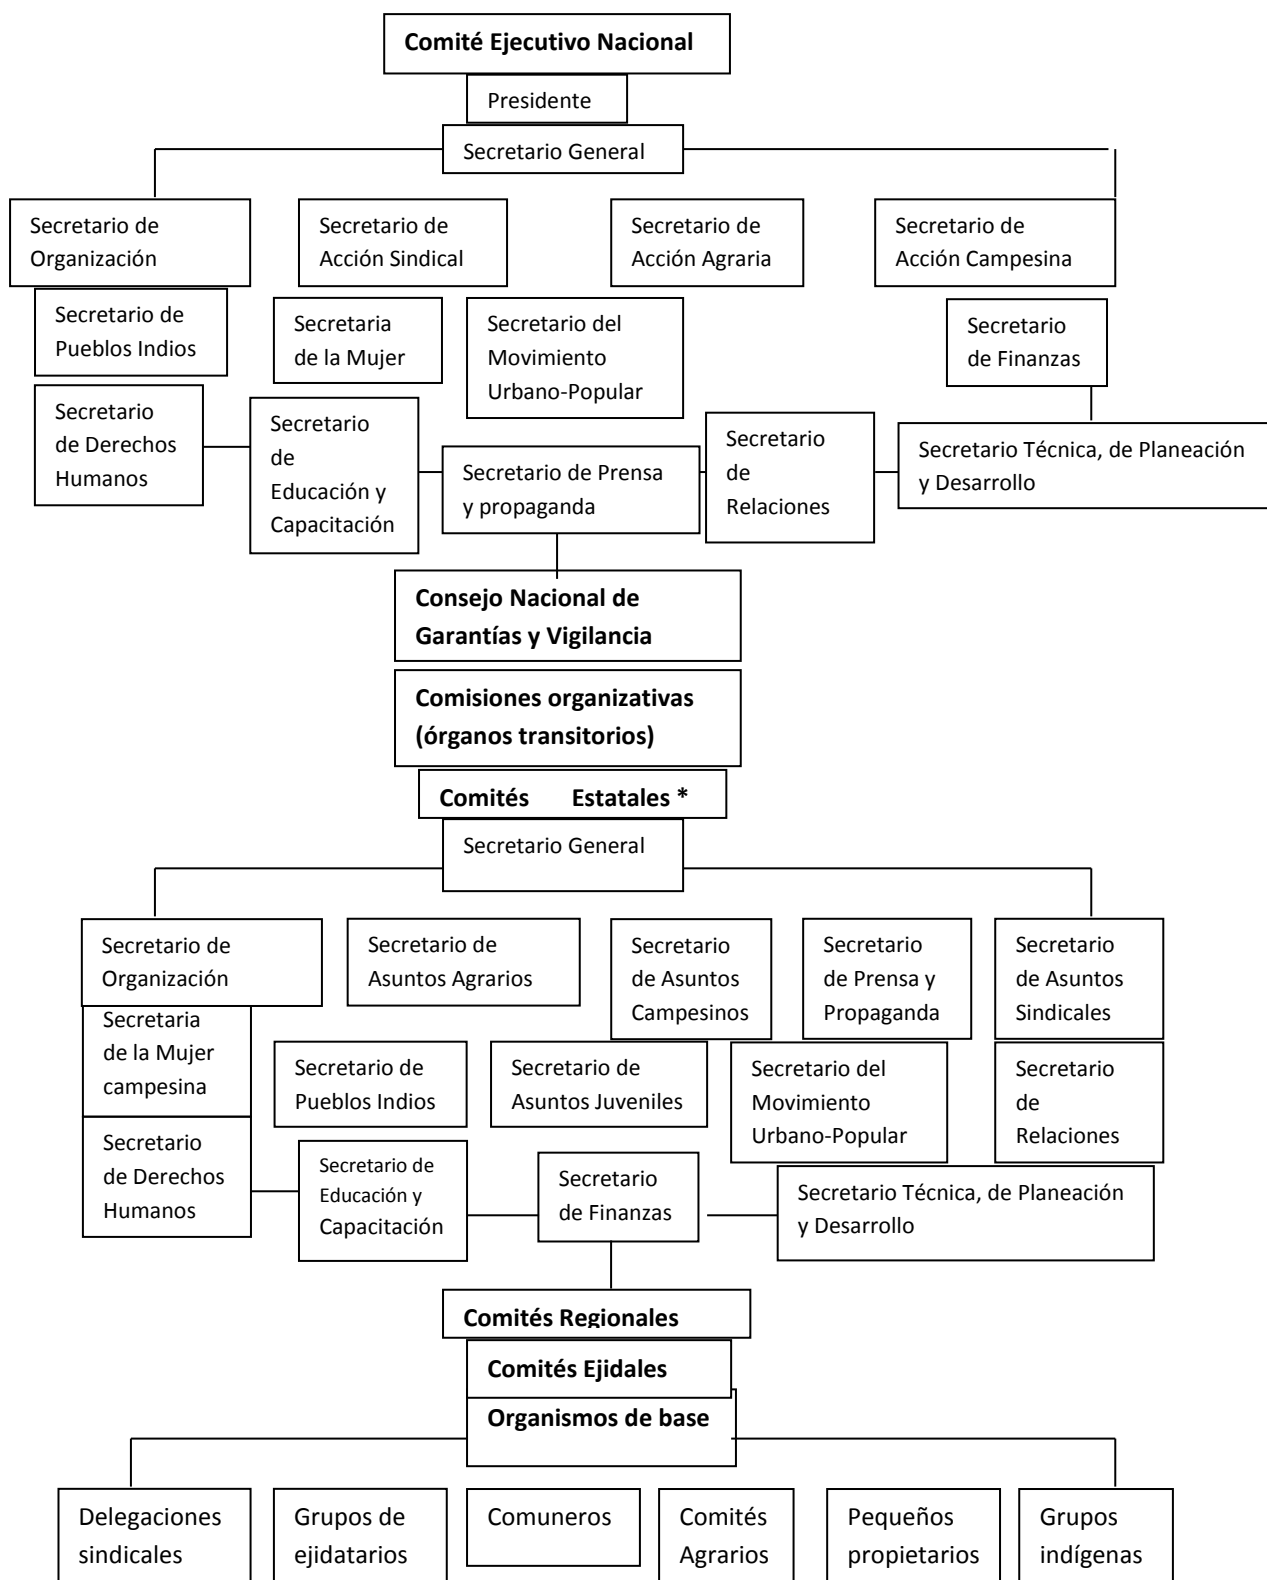 Comité Ejecutivo Nacional
Presidente
Secretario General
Secretario de
Organización
Secretario de
Acción Sindical
Secretario de
Acción Agraria
Secretario de
Acción Campesina
Secretario de
Pueblos Indios
Secretaria
de la Mujer
Secretario del
Movimiento
Urbano-Popular
Secretario
de Finanzas
Secretario
de Derechos
Humanos
Secretario
de
Educación y
Capacitación
Secretario de Prensa
y propaganda
Secretario
de
Relaciones
Secretario Técnica, de Planeación
y Desarrollo
Consejo Nacional de
Garantías y Vigilancia
Comisiones organizativas
(órganos transitorios)
Comités Estatales *
Secretario General
Secretario de
Organización
Secretario de
Asuntos Agrarios
Secretario
de Asuntos
Campesinos
Secretario
de Prensa y
Propaganda
Secretario
de Asuntos
Sindicales
Secretaria
de la Mujer
campesina
Secretario de
Pueblos Indios
Secretario de
Asuntos Juveniles
Secretario del
Movimiento
Urbano-Popular
Secretario
de
Relaciones
Secretario
de Derechos
Humanos
Secretario de
Educación y
Capacitación
Secretario
de Finanzas
Secretario Técnica, de Planeación
y Desarrollo
Comités Regionales
Comités Ejidales
Organismos de base
Delegaciones
sindicales
Grupos de
ejidatarios
Comuneros
Comités
Agrarios
Pequeños
propietarios
Grupos
indígenas